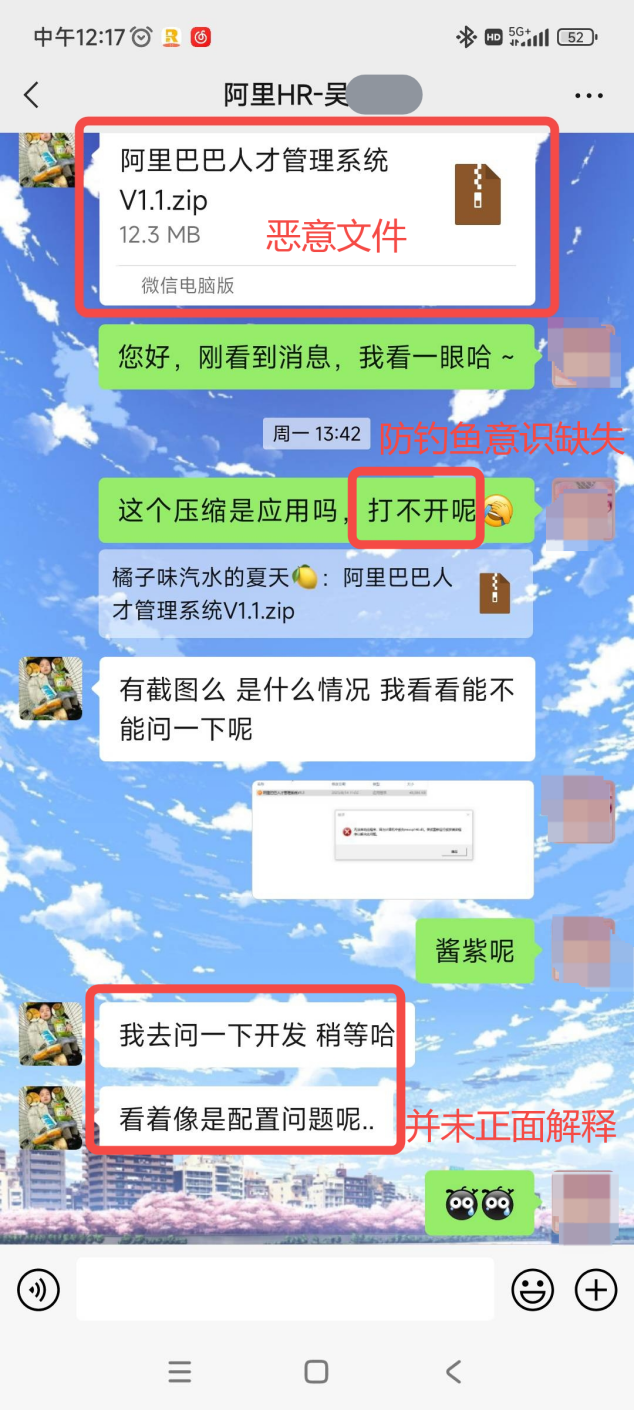 中午12:17
HD
5G+
52
阿里HR-吴
阿里巴巴人才管理系统
V1.1.zip
12.3 MB
恶意文件
微信电脑版
您好，刚看到消息，我看一眼哈 ~
周一 13:42
防钓鱼意识缺失
这个压缩是应用吗，打不开呢
橘子味汽水的夏天🍋：阿里巴巴人
才管理系统V1.1.zip
有截图么 是什么情况 我看看能不
能问一下呢
酱紫呢
我去问一下开发 稍等哈
看着像是配置问题呢..
并未正面解释